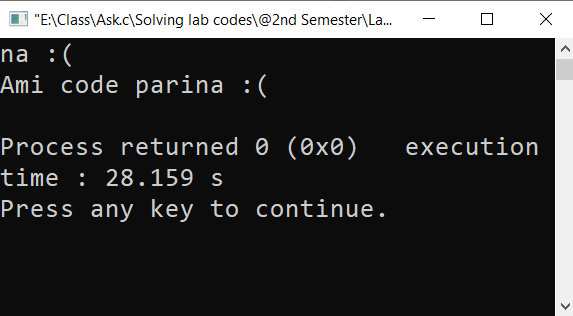 "E:\Class\Ask.c\Solving lab codes\@2nd Semester\La...
na :(
Ami code parina :(
Process returned 0 (0x0)   execution
time : 28.159 s
Press any key to continue.